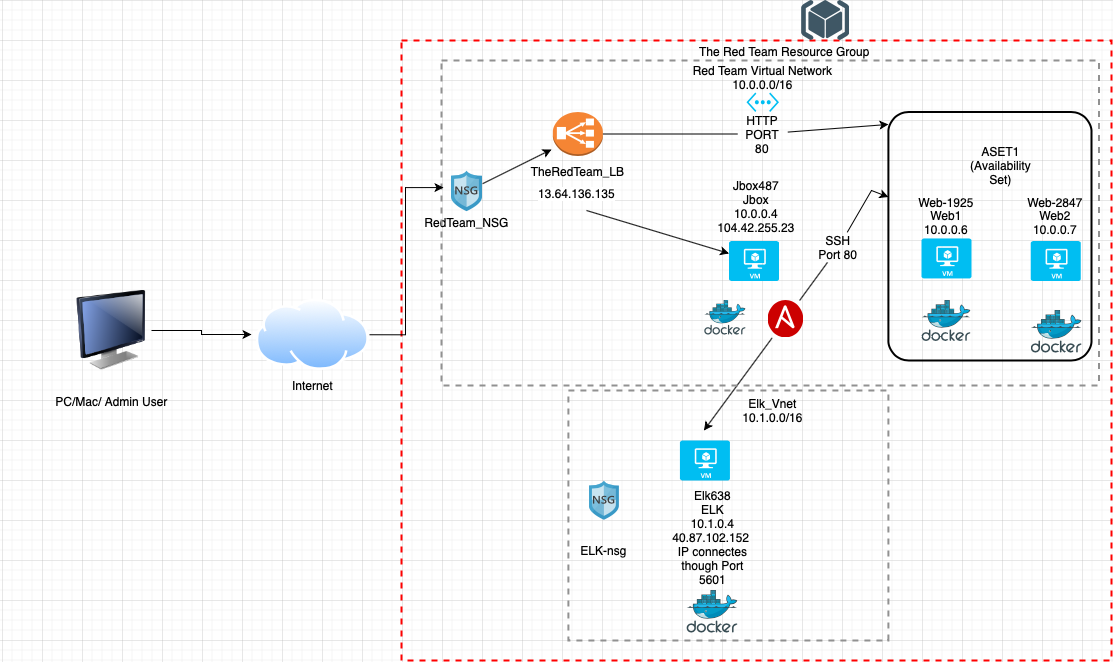 The Red Team Resource Group
Red Team Virtual Network
10.0.0.0/16
HTTP
PORT
80
TheRedTeam_LB
13.64.136.135
NSG
RedTeam_NSG
Jbox487
Jbox
10.0.0.4
104.42.255.23
VM
docker
SSH
Port 80
A
ASET1
(Availability
Set)
Web-1925
Web1
10.0.0.6
VM
docker
Web-2847
Web2
10.0.0.7
VM
docker
PC/Mac/ Admin User
Internet
Elk_Vnet
10.1.0.0/16
VM
NSG
ELK-nsg
Elk638
ELK
10.1.0.4
40.87.102.152
IP connectes
though Port
5601
docker